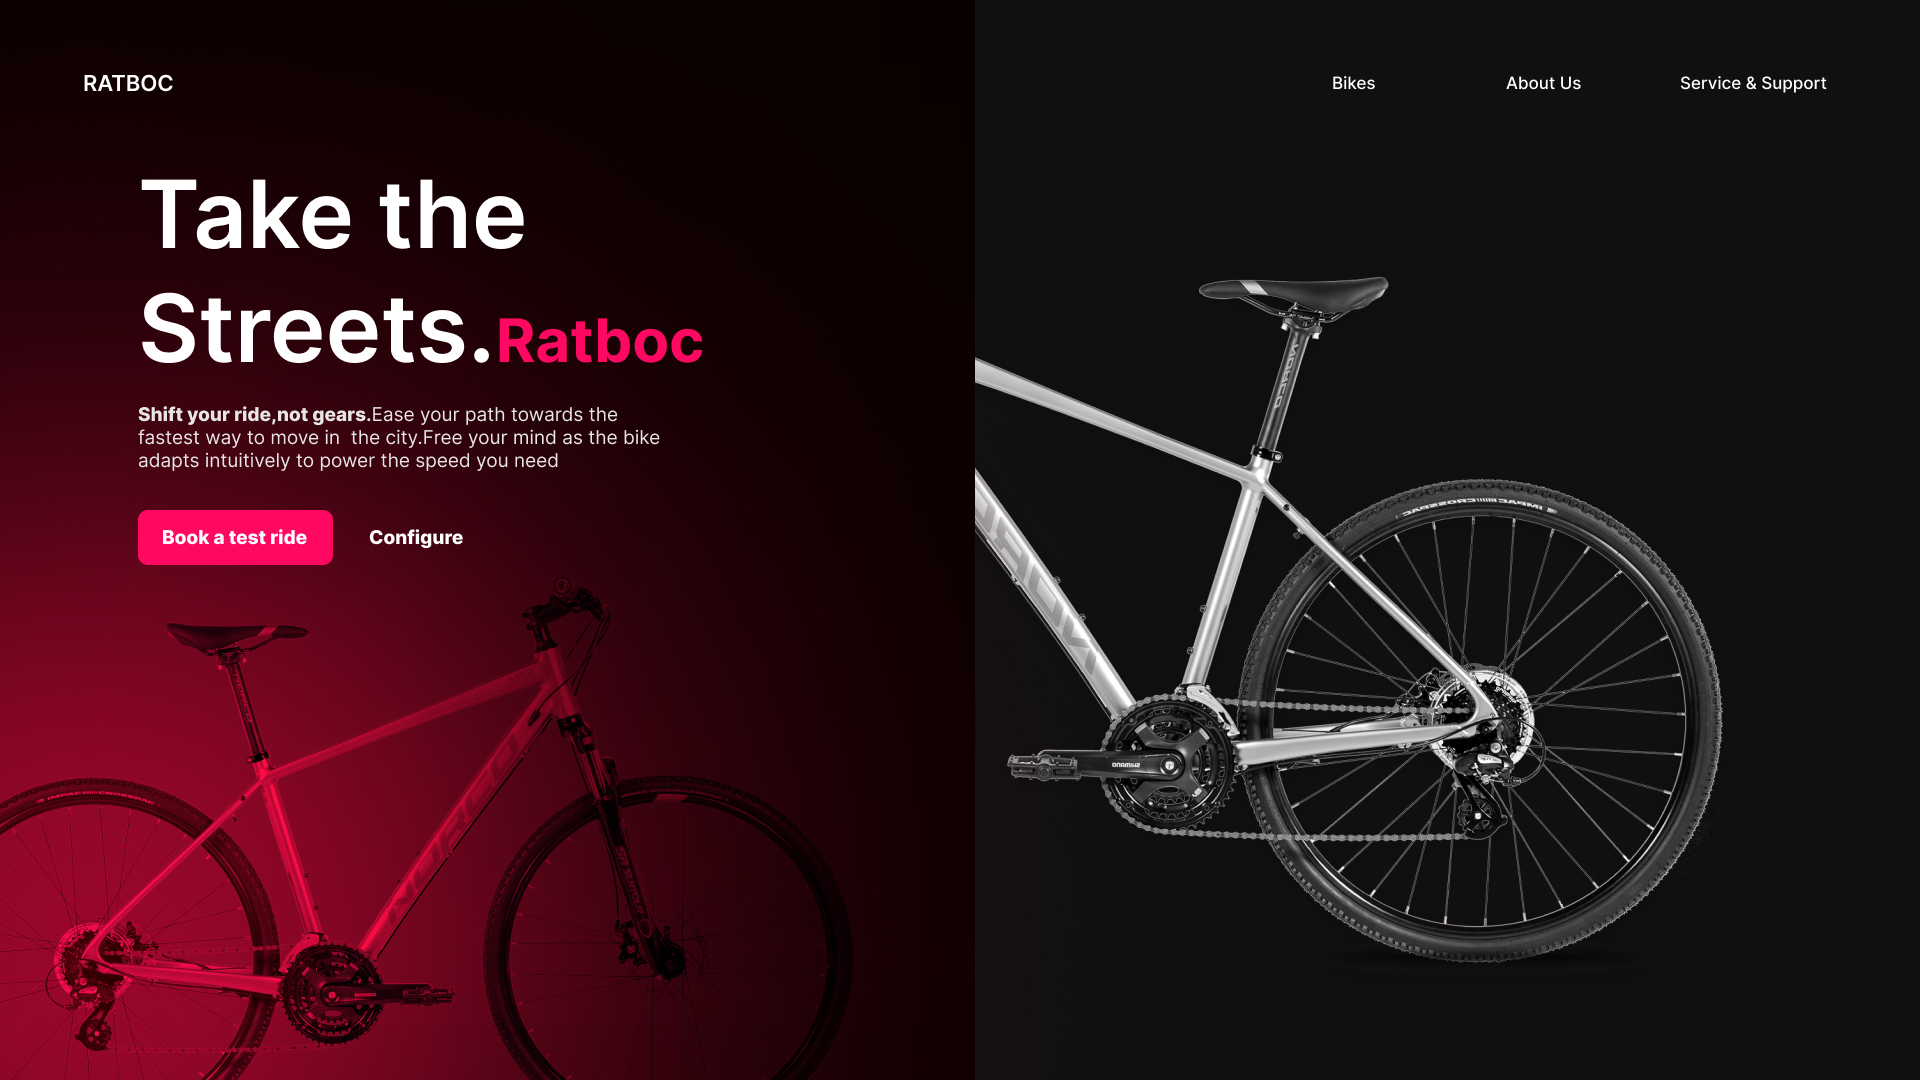 RATBOC
Bikes
About Us
Service & Support
Take the
Streets.Ratboc
Shift your ride,not gears.Ease your path towards the
fastest way to move in  the city.Free your mind as the bike
adapts intuitively to power the speed you need
Book a test ride
Configure
SHIMANO